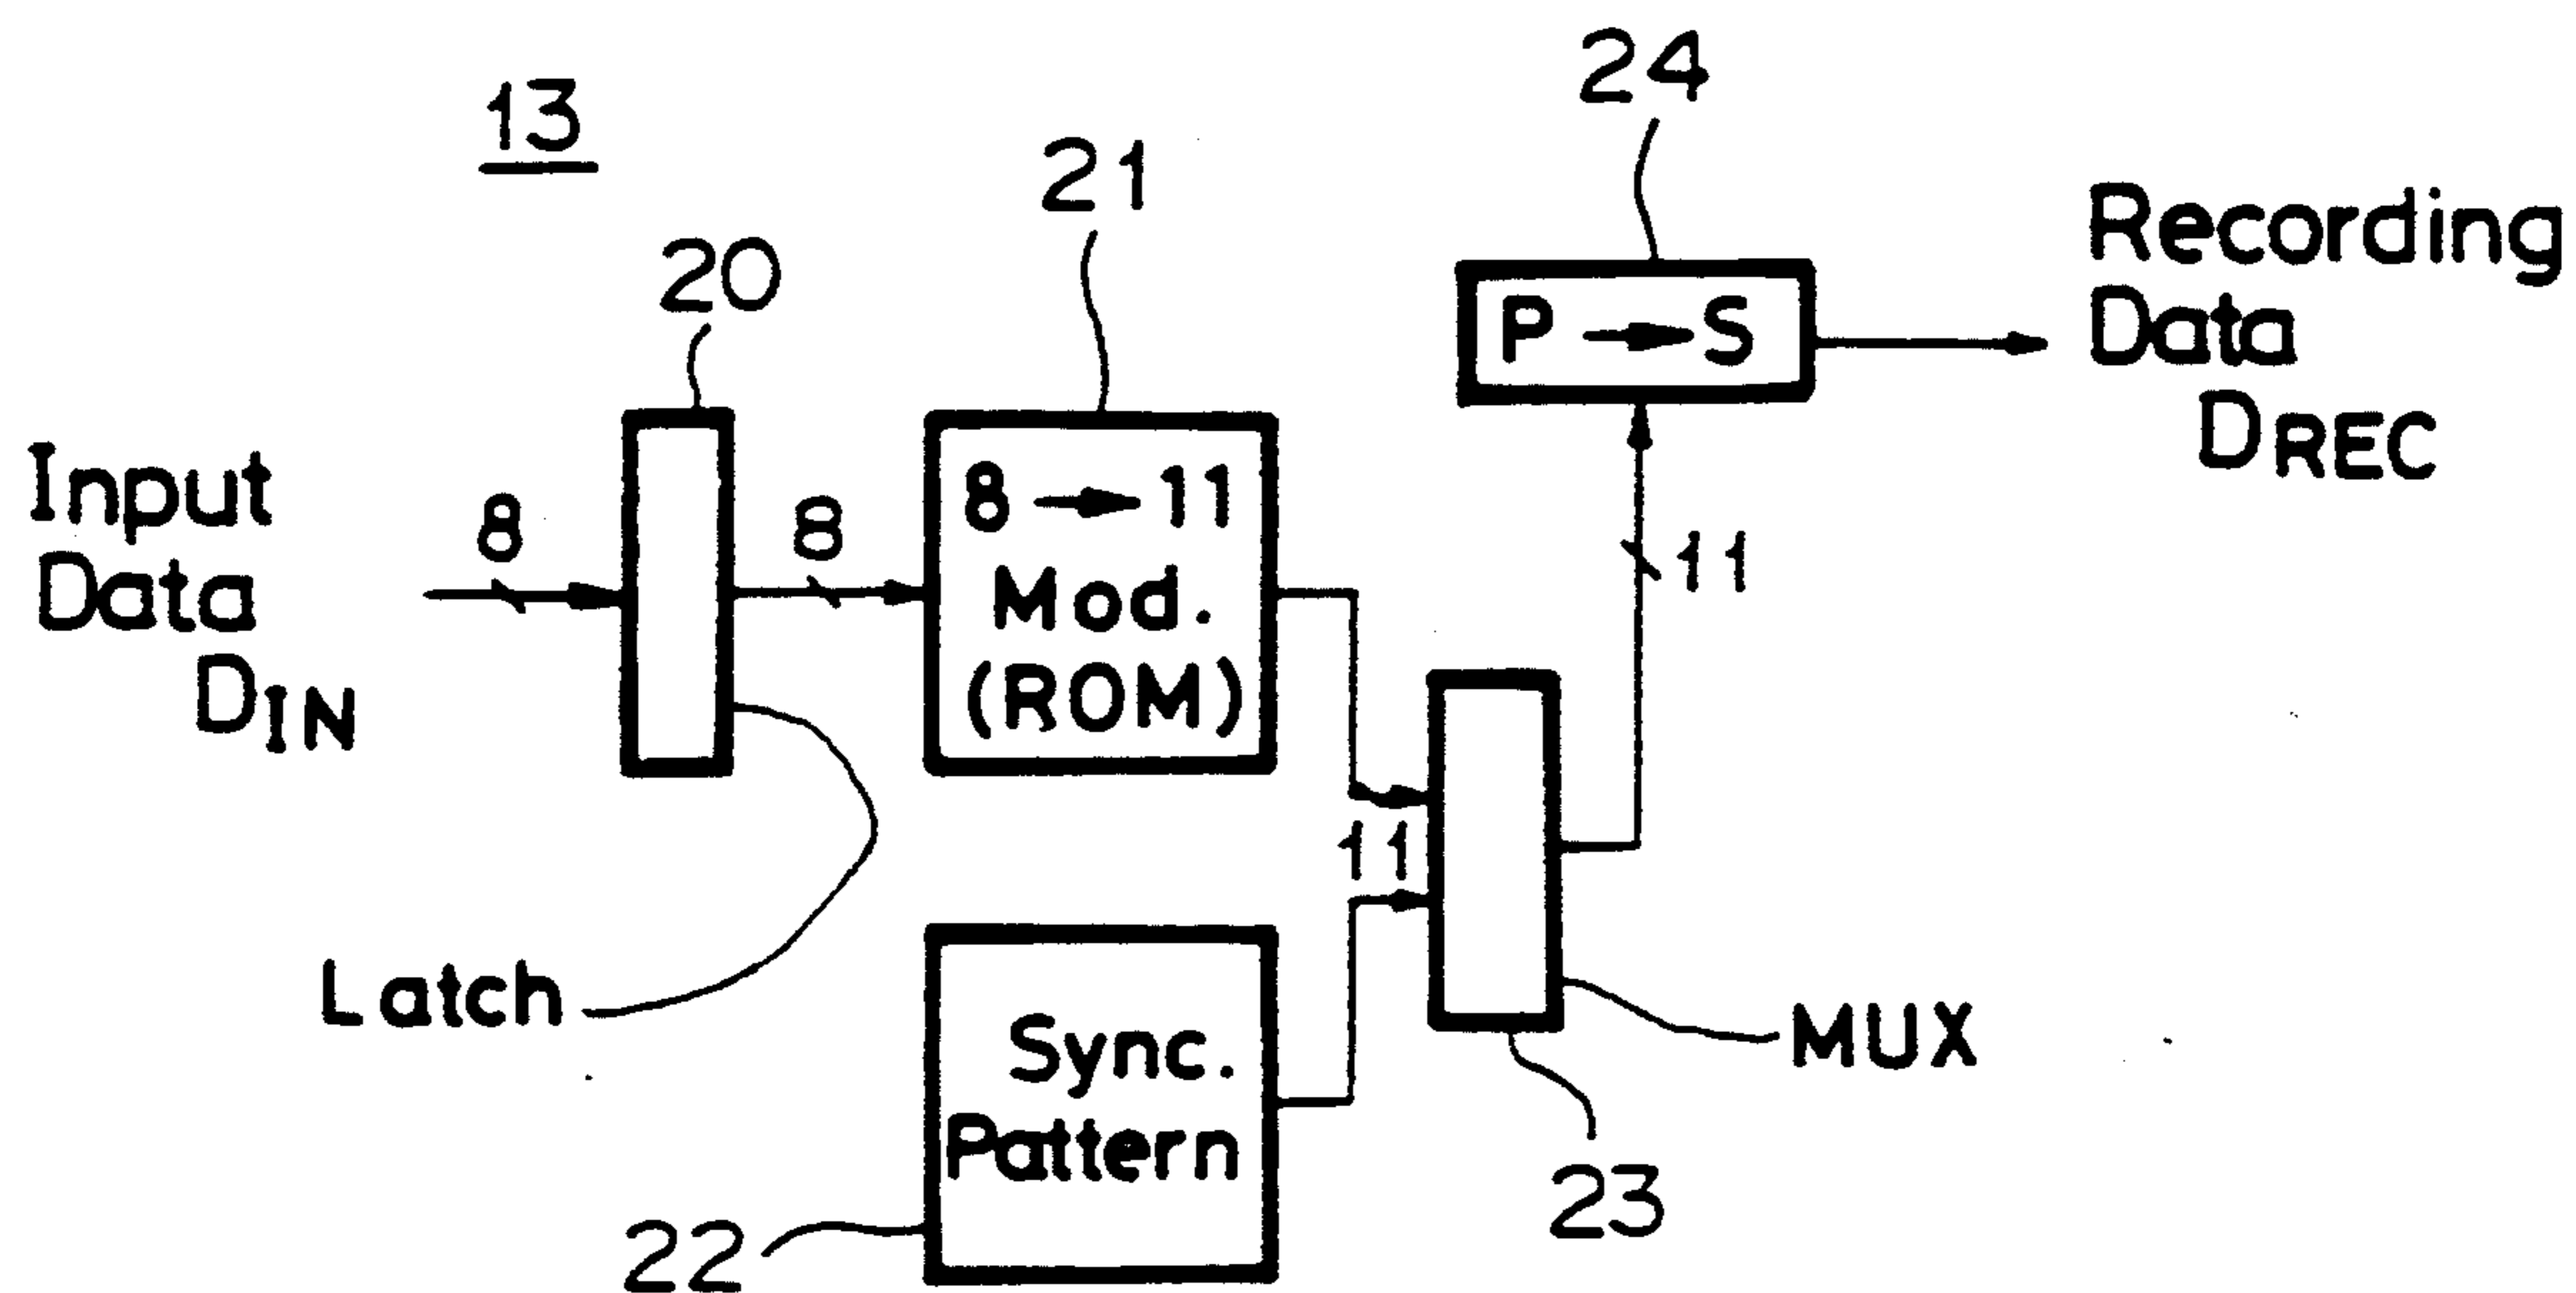 13
24
21
20
Recording
Data
DREC
P → S
Input
Data
DIN
8
8
8 → 11
Mod.
(ROM)
11
11
Latch
MUX
Sync.
Pattern
22
23